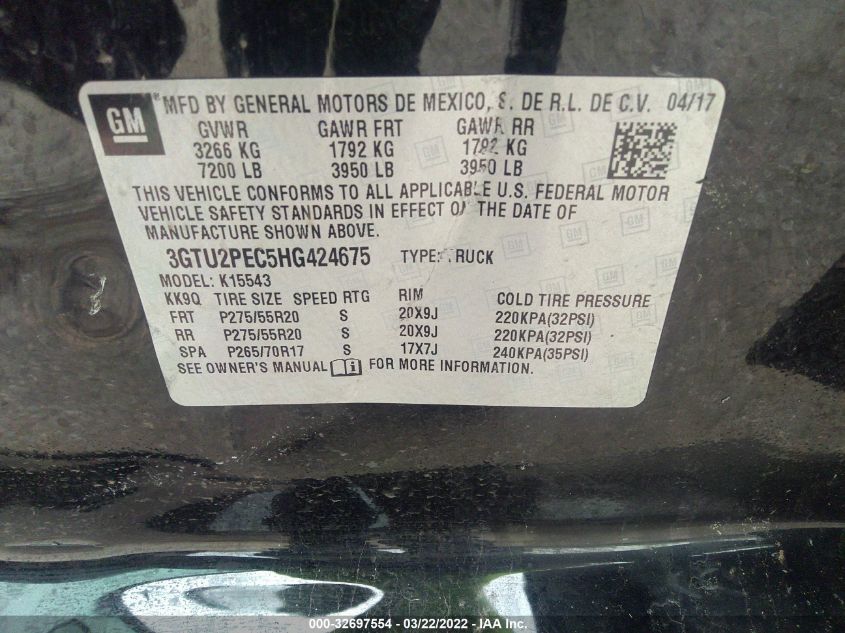 GM MFD BY GENERAL MOTORS DE MEXICO, S. DE R.L. DE C.V. 04/17
GVWR GAWR FRT GAWR RR
3266 KG 1792 KG 1792 KG
7200 LB 3950 LB 3950 LB
THIS VEHICLE CONFORMS TO ALL APPLICABLE U.S. FEDERAL MOTOR
VEHICLE SAFETY STANDARDS IN EFFECT ON THE DATE OF
MANUFACTURE SHOWN ABOVE.
3GTU2PEC5HG424675 TYPE: TRUCK
MODEL: K15543
KK9Q TIRE SIZE SPEED RTG RIM COLD TIRE PRESSURE
FRT P275/55R20 S 20X9J 220KPA(32PSI)
RR P275/55R20 S 20X9J 220KPA(32PSI)
SPA P265/70R17 S 17X7J 240KPA(35PSI)
SEE OWNER'S MANUAL FOR MORE INFORMATION.
000-32697554 - 03/22/2022 - IAA Inc.